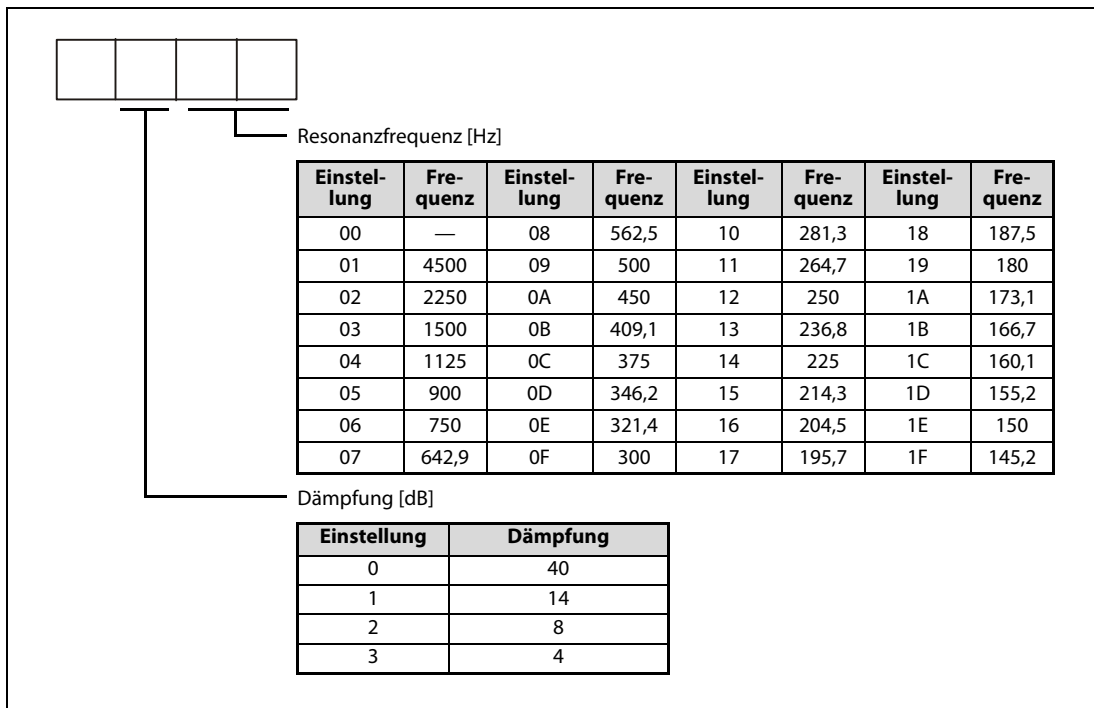 Resonanzfrequenz [Hz]
Einstel-lung Fre-quenz Einstel-lung Fre-quenz Einstel-lung Fre-quenz Einstel-lung Fre-quenz
00 — 08 562,5 10 281,3 18 187,5
01 4500 09 500 11 264,7 19 180
02 2250 0A 450 12 250 1A 173,1
03 1500 0B 409,1 13 236,8 1B 166,7
04 1125 0C 375 14 225 1C 160,1
05 900 0D 346,2 15 214,3 1D 155,2
06 750 0E 321,4 16 204,5 1E 150
07 642,9 0F 300 17 195,7 1F 145,2
Dämpfung [dB]
Einstellung Dämpfung
0 40
1 14
2 8
3 4